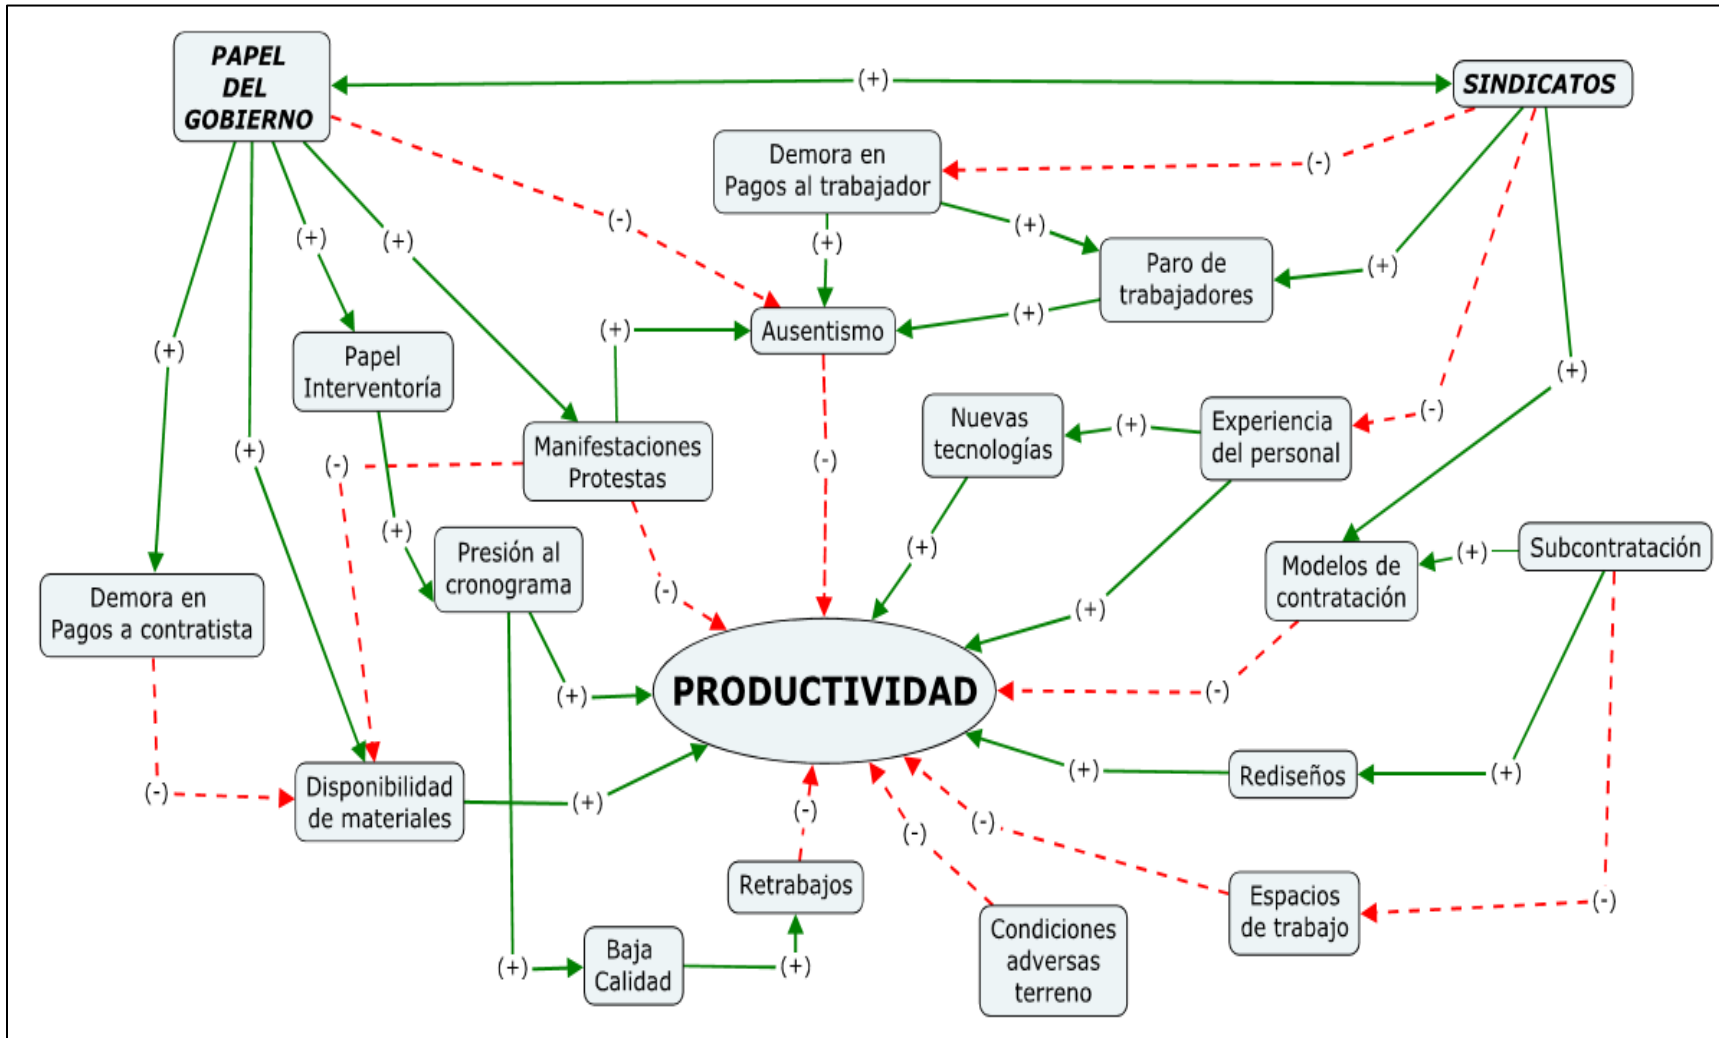 PAPEL
DEL
GOBIERNO
(+)
SINDICATOS
Demora en
Pagos al trabajador
(-)
(-)
(+)
(+)
(+)
(+)
Paro de
trabajadores
(+)
(+)
(+)
Ausentismo
(+)
Papel
Interventoría
(+)
(+)
Nuevas
tecnologías
(+)
Experiencia
del personal
(-)
Manifestaciones
Protestas
(-)
(+)
(-)
(+)
Presión al
cronograma
(+)
Modelos de
contratación
(+)
Subcontratación
Demora en
Pagos a contratista
(-)
(+)
(+)
PRODUCTIVIDAD
(-)
(-)
Disponibilidad
de materiales
(+)
(-)
(-)
(-)
(+)
Rediseños
(+)
Retrabajos
Espacios
de trabajo
(-)
Condiciones
adversas
terreno
(+)
Baja
Calidad
(+)